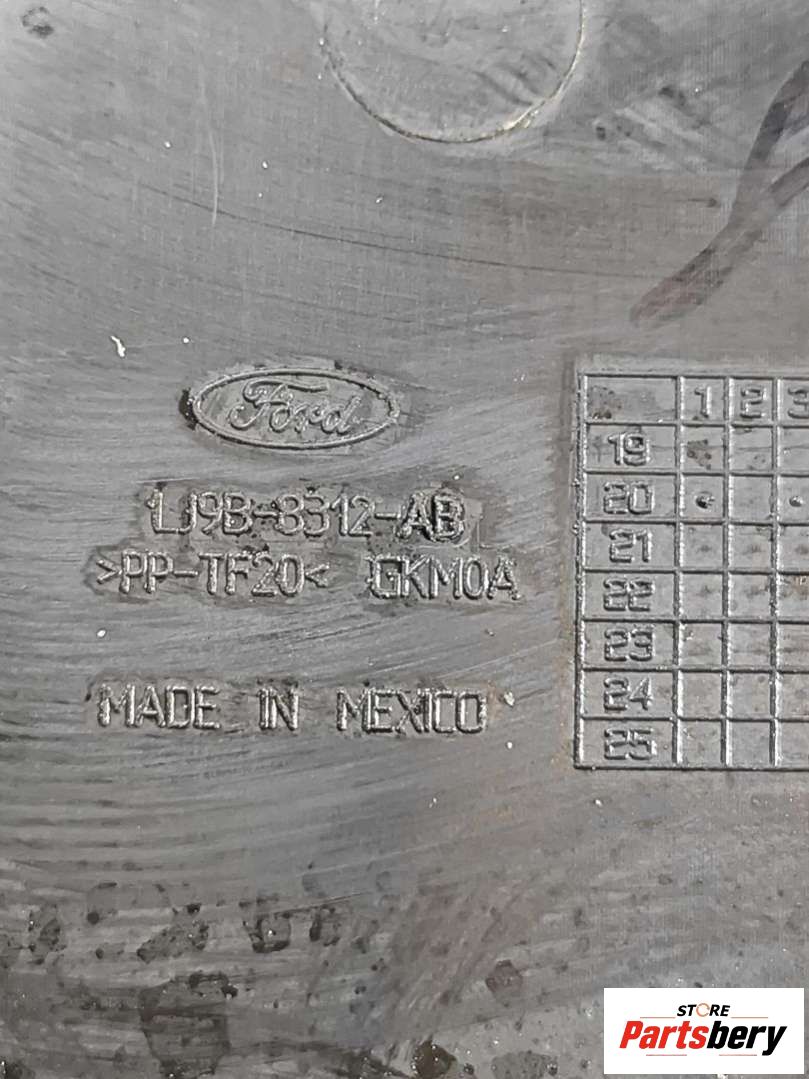 Ford
1 2 3
19
LJ9B-8312-AB
20
21
>PP-TF20< GKM0A
22
23
MADE IN MEXICO
24
25
STORE
Partsbery